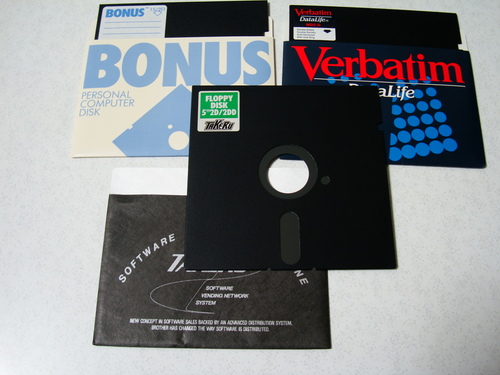 BONUS
Verbatim
DataLife
BONUS
PERSONAL
COMPUTER
DISK
Verbatim
DataLife
FLOPPY
DISK
5""2D/2DD
TAKERU
SOFTWARE
SOFTWARE
VENDING NETWORK
SYSTEM
NEW CONCEPT IN SOFTWARE SALES BACKED BY AN ADVANCED DISTRIBUTION SYSTEM,
BROTHER HAS CHANGED THE WAY SOFTWARE IS DISTRIBUTED.